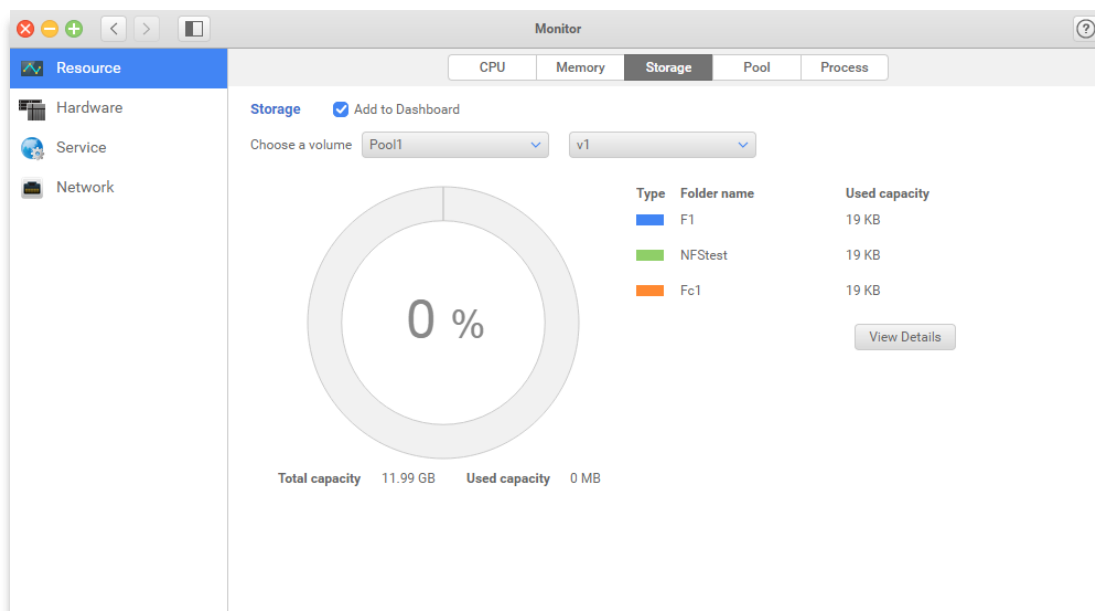 Monitor
?
Resource
Hardware
Service
Network
CPU Memory Storage Pool Process
Storage Add to Dashboard
Choose a volume Pool1 v1
0 %
Total capacity 11.99 GB Used capacity 0 MB
Type Folder name Used capacity
F1 19 KB
NFStest 19 KB
Fc1 19 KB
View Details